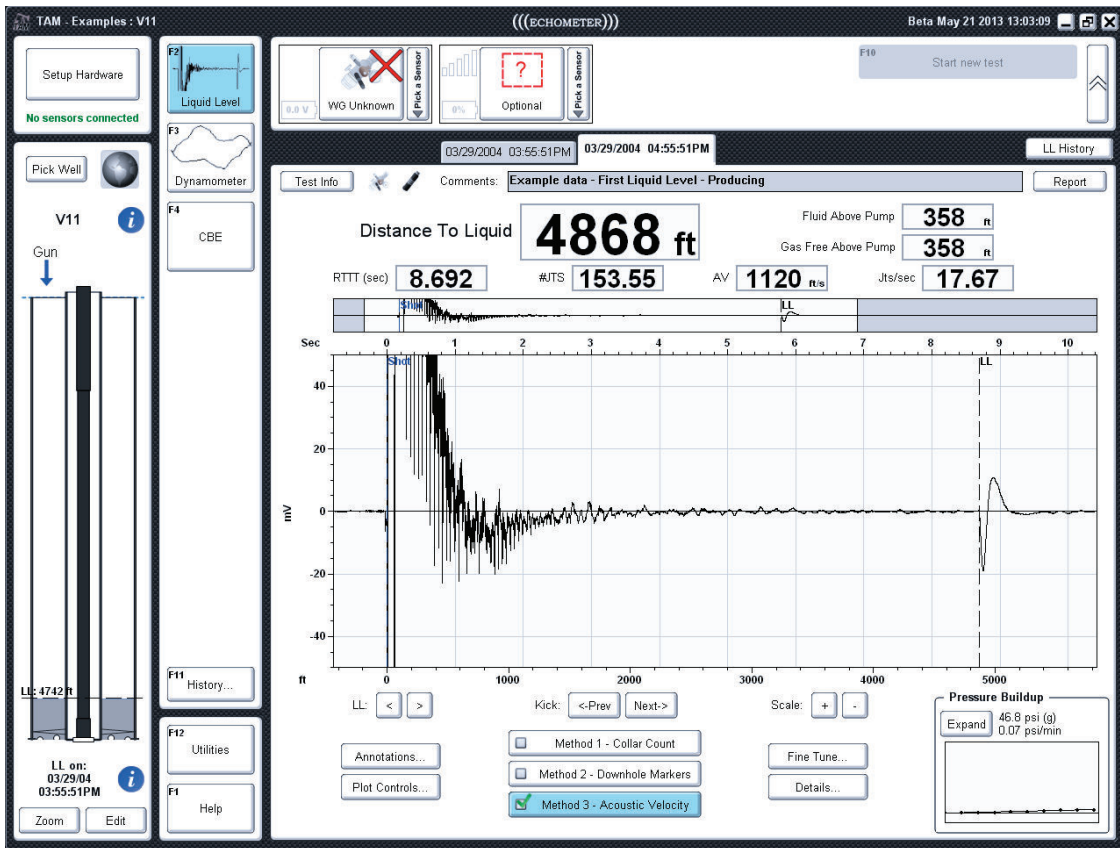 TAM - Examples : V11
(((ECHOMETER)))
Beta May 21 2013 13:03:09
Setup Hardware
No sensors connected
F2
Liquid Level
F3
Dynamometer
F4
CBE
F11
History...
F12
Utilities
F1
Help
0.0 V
WG Unknown
Pick a Sensor
0%
?
Optional
Pick a Sensor
F10
Start new test
Pick Well
V11
Gun
LL: 4742 ft
LL on:
03/29/04
03:55:51PM
Zoom
Edit
03/29/2004 03:55:51PM
03/29/2004 04:55:51PM
LL History
Test Info
Comments:
Example data - First Liquid Level - Producing
Report
Distance To Liquid
4868 ft
Fluid Above Pump
358 ft
Gas Free Above Pump
358 ft
RTTT (sec)
8.692
#JTS
153.55
AV
1120 ft/s
Jts/sec
17.67
Shot
LL
Sec
0 1 2 3 4 5 6 7 8 9 10
Shot
LL
40
20
0
-20
-40
mV
ft
0 1000 2000 3000 4000 5000
LL:
<
>
Kick:
<-Prev
Next->
Scale:
+
-
Annotations...
Plot Controls...
Method 1 - Collar Count
Method 2 - Downhole Markers
Method 3 - Acoustic Velocity
Fine Tune...
Details...
Pressure Buildup
Expand
46.8 psi (g)
0.07 psi/min